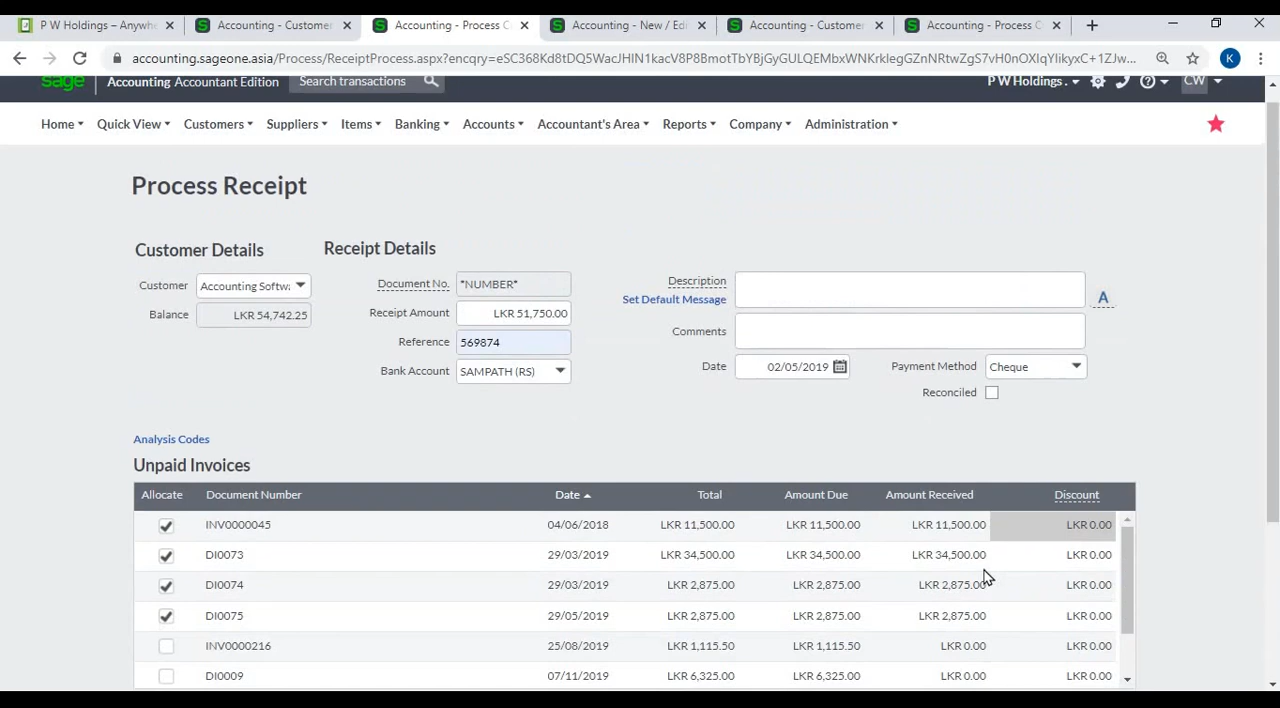 P W Holdings - Anywhe
Accounting - Custome
Accounting - Process C
Accounting - New / Edi
Accounting - Custome
Accounting - Process C
accounting.sageone.asia/Process/ReceiptProcess.aspx?
K
sage Accounting Accountant Edition Search transactions P W Holdings . CW
Home Quick View Customers Suppliers Items Banking Accounts Accountant's Area Reports Company Administration
Process Receipt
Customer Details
Customer Accounting Softwa
Balance LKR 54,742.25
Receipt Details
Document No. *NUMBER*
Receipt Amount LKR 51,750.00
Reference 569874
Bank Account SAMPATH (RS)
Description
Set Default Message
A
Comments
Date 02/05/2019 Payment Method Cheque
Reconciled
Analysis Codes
Unpaid Invoices
Allocate Document Number Date Total Amount Due Amount Received Discount
INV0000045 04/06/2018 LKR 11,500.00 LKR 11,500.00 LKR 11,500.00 LKR 0.00
DI0073 29/03/2019 LKR 34,500.00 LKR 34,500.00 LKR 34,500.00 LKR 0.00
DI0074 29/03/2019 LKR 2,875.00 LKR 2,875.00 LKR 2,875.00 LKR 0.00
DI0075 29/05/2019 LKR 2,875.00 LKR 2,875.00 LKR 2,875.00 LKR 0.00
INV0000216 25/08/2019 LKR 1,115.50 LKR 1,115.50 LKR 0.00 LKR 0.00
DI0009 07/11/2019 LKR 6,325.00 LKR 6,325.00 LKR 0.00 LKR 0.00